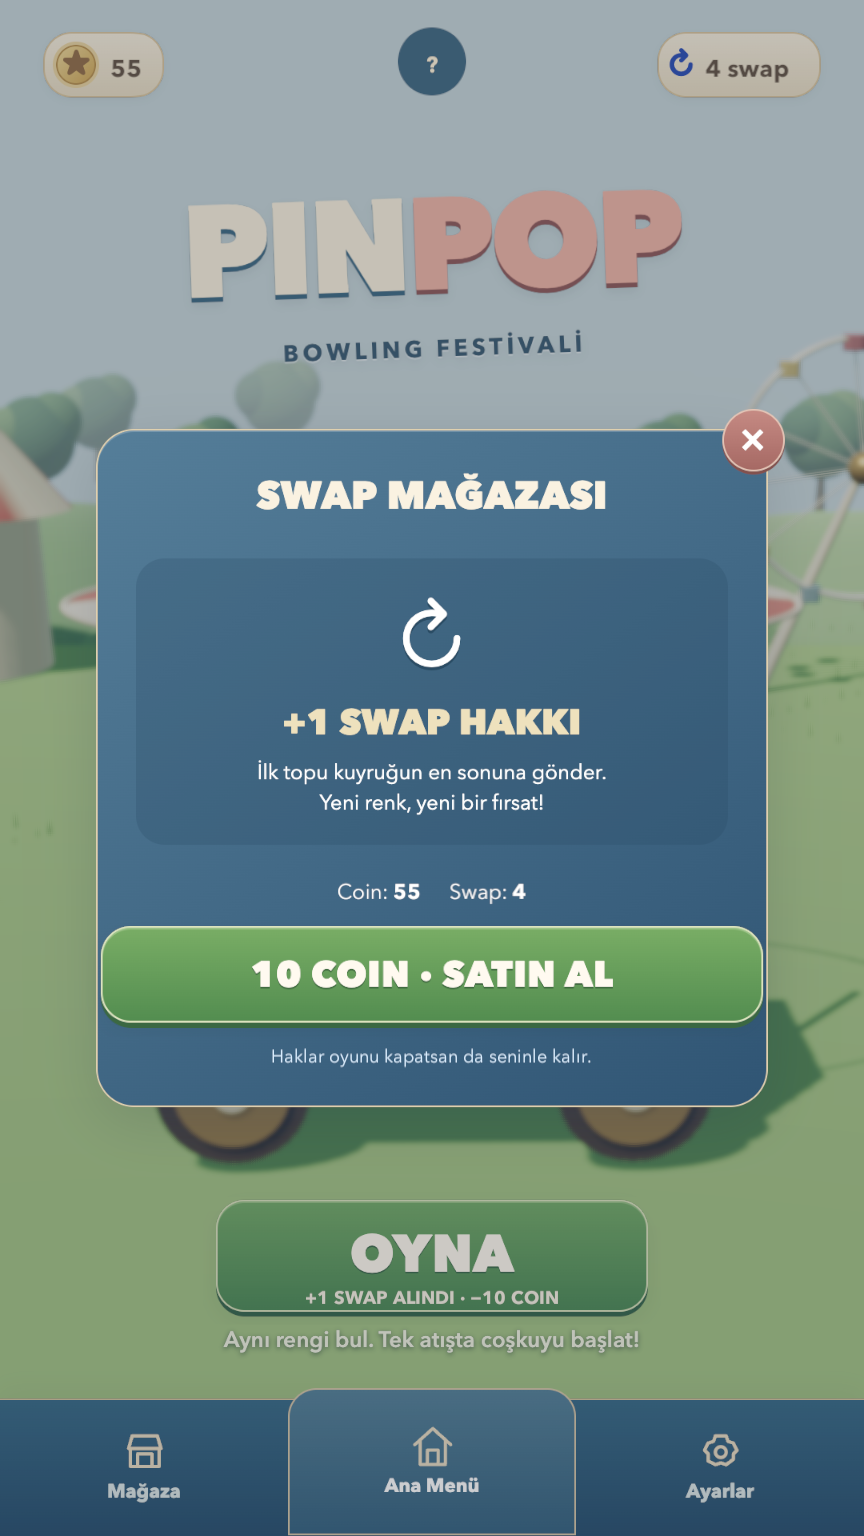 55
?
4 swap
PINPOP
BOWLING FESTİVALİ
SWAP MAĞAZASI
+1 SWAP HAKKI
İlk topu kuyruğun en sonuna gönder.
Yeni renk, yeni bir fırsat!
Coin: 55 Swap: 4
10 COIN • SATIN AL
Haklar oyunu kapatsan da seninle kalır.
OYNA
+1 SWAP ALINDI · −10 COIN
Aynı rengi bul. Tek atışta coşkuyu başlat!
Mağaza Ana Menü Ayarlar